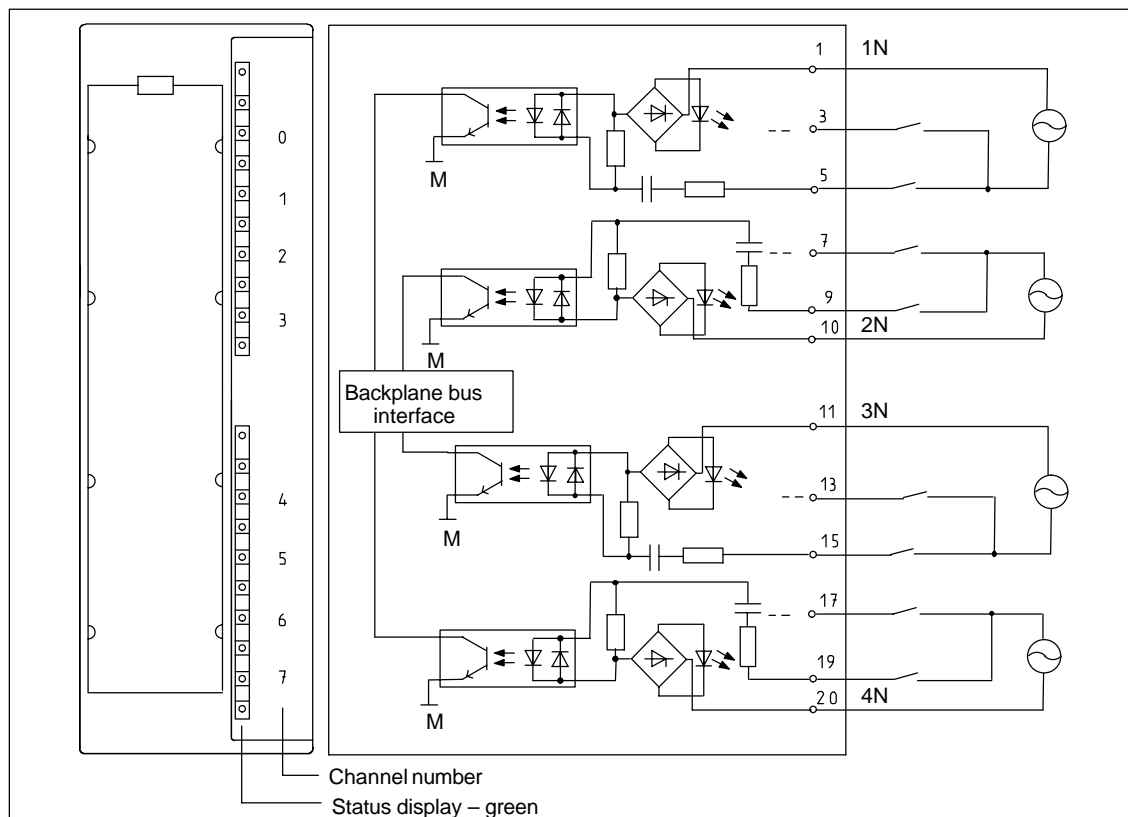 0
1
2
3
4
5
6
7
Channel number
Status display – green
M
M
Backplane bus
interface
M
M
1 1N
3
5
7
9
10 2N
11 3N
13
15
17
19
20 4N